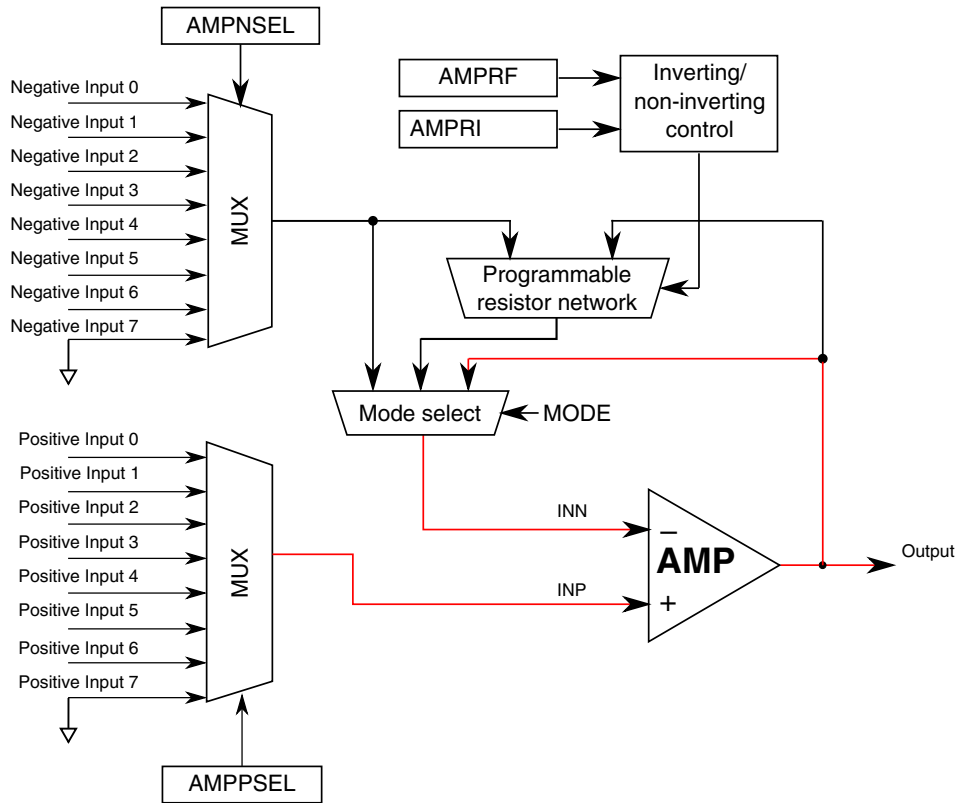 AMPNSEL
AMPRF
AMPRI
Inverting/
non-inverting
control
Negative Input 0
Negative Input 1
Negative Input 2
Negative Input 3
Negative Input 4
Negative Input 5
Negative Input 6
Negative Input 7
MUX
Programmable
resistor network
Mode select
MODE
Positive Input 0
Positive Input 1
Positive Input 2
Positive Input 3
Positive Input 4
Positive Input 5
Positive Input 6
Positive Input 7
MUX
INN
INP
−
AMP
+
Output
AMPPSEL